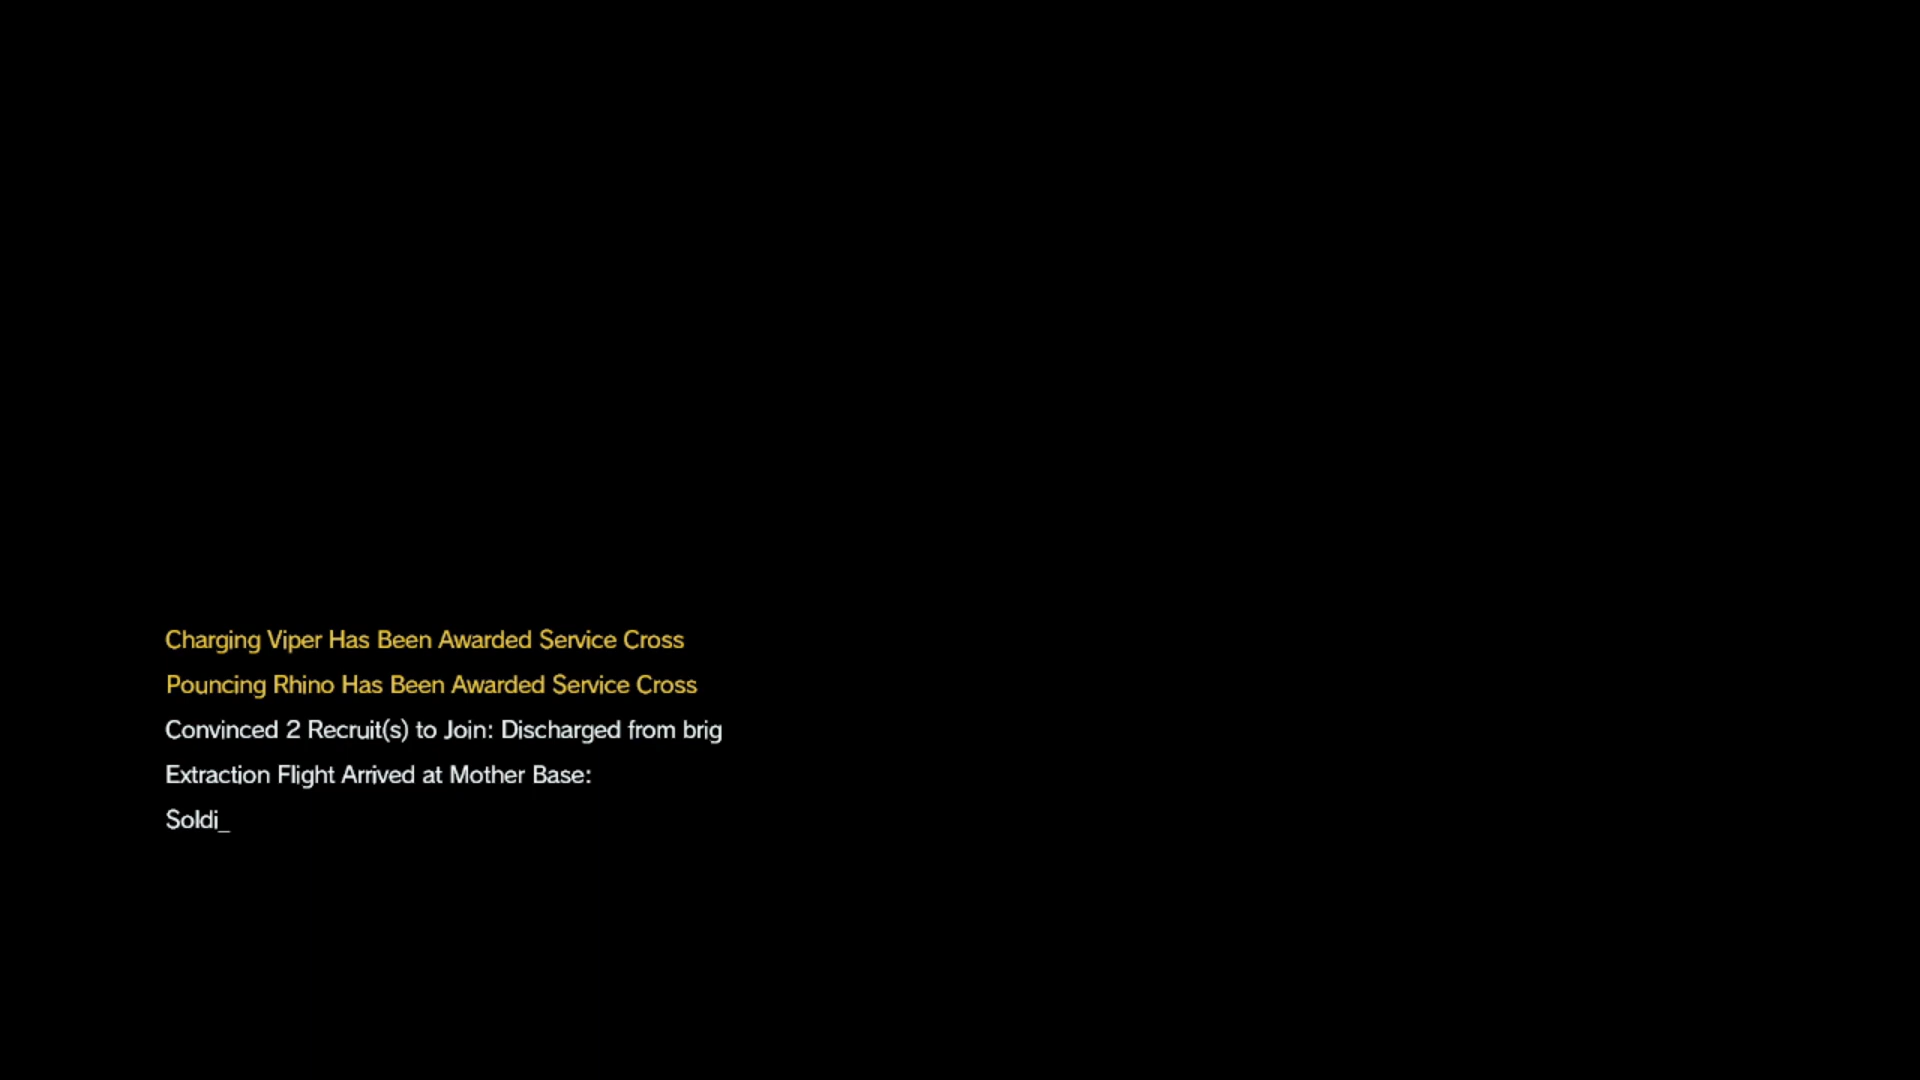 Charging Viper Has Been Awarded Service Cross
Pouncing Rhino Has Been Awarded Service Cross
Convinced 2 Recruit(s) to Join: Discharged from brig
Extraction Flight Arrived at Mother Base:
Soldi_